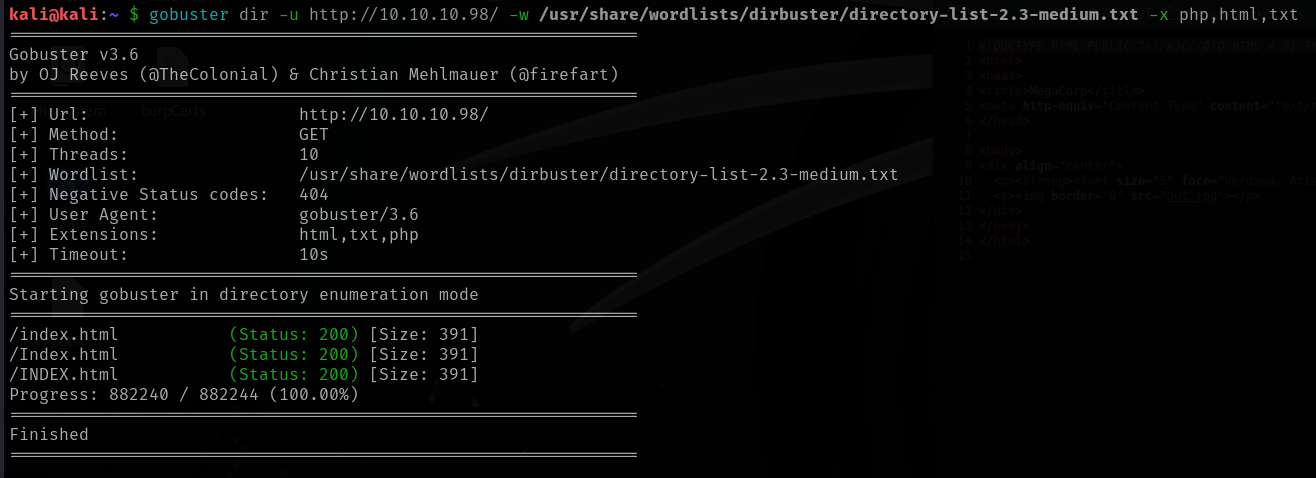 kali@kali:~ $ gobuster dir -u http://10.10.10.98/ -w /usr/share/wordlists/dirbuster/directory-list-2.3-medium.txt -x php,html,txt
===============================================================
Gobuster v3.6
by OJ Reeves (@TheColonial) & Christian Mehlmauer (@firefart)
===============================================================
[+] Url:                     http://10.10.10.98/
[+] Method:                  GET
[+] Threads:                 10
[+] Wordlist:                /usr/share/wordlists/dirbuster/directory-list-2.3-medium.txt
[+] Negative Status codes:   404
[+] User Agent:              gobuster/3.6
[+] Extensions:              html,txt,php
[+] Timeout:                 10s
===============================================================
Starting gobuster in directory enumeration mode
===============================================================
/index.html           (Status: 200) [Size: 391]
/Index.html           (Status: 200) [Size: 391]
/INDEX.html           (Status: 200) [Size: 391]
Progress: 882240 / 882244 (100.00%)
===============================================================
Finished
===============================================================
burpCerts
1 <!DOCTYPE HTML PUBLIC "-//W3C//DTD HTML 4.01
2 <html>
3 <head>
4 <title>MegaCorp</title>
5 <meta http-equiv="Content-Type" content="text/
6 </head>
7
8 <body>
9 <div align="center">
10 <p><strong><font size="5" face="Verdana,
11 <p><img border="0" src="out.jpg"></p>
12 </div>
13 </body>
14 </html>
15